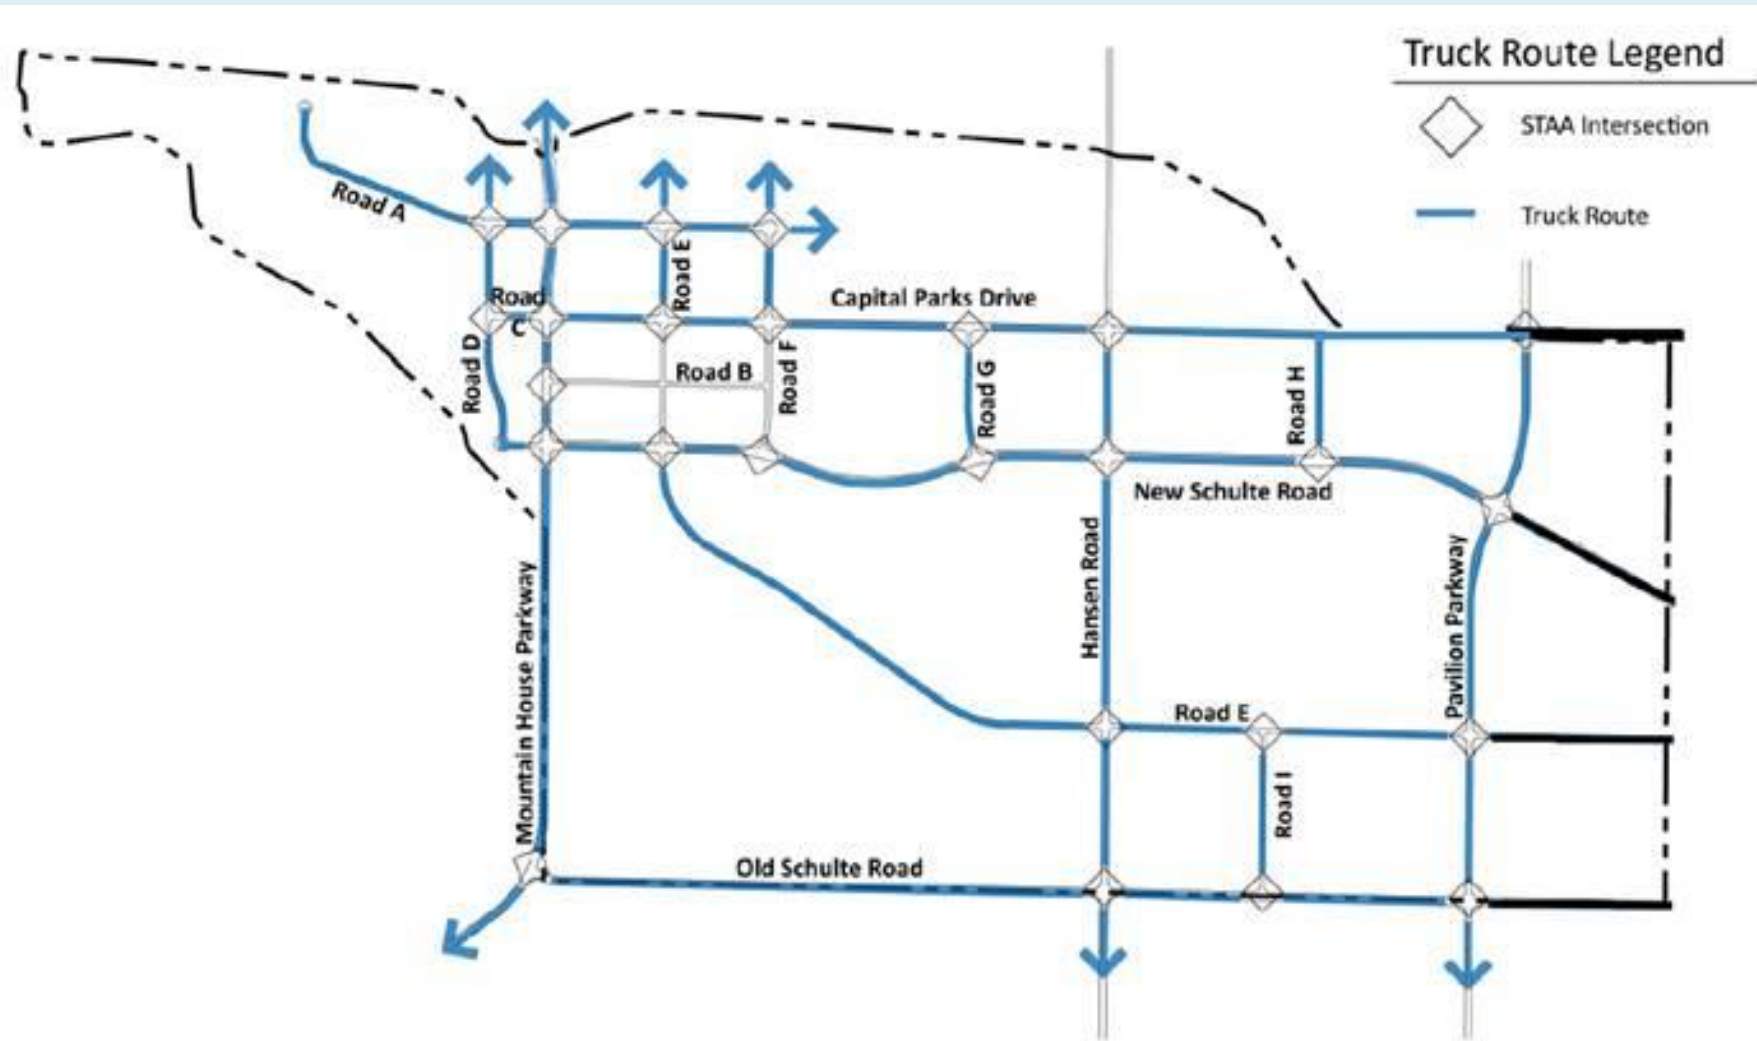 Truck Route Legend
STAA Intersection
Truck Route
Road A
Road E
Road
C
Capital Parks Drive
Road D
Road B
Road F
Road G
Road H
New Schulte Road
Hansen Road
Mountain House Parkway
Pavilion Parkway
Road E
Road I
Old Schulte Road